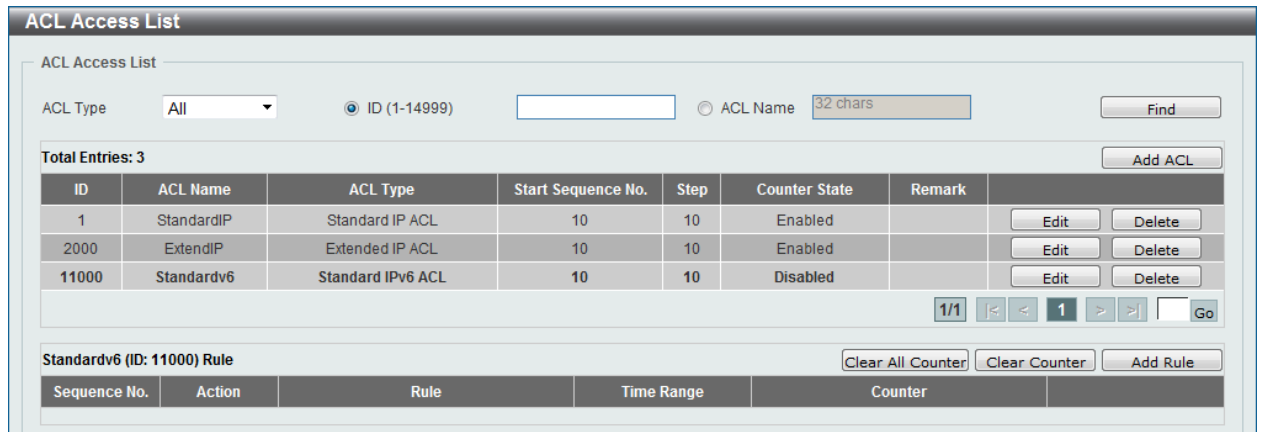 ACL Access List
ACL Access List
ACL Type All ID (1-14999) ACL Name 32 chars Find
Total Entries: 3 Add ACL
ID ACL Name ACL Type Start Sequence No. Step Counter State Remark
1 StandardIP Standard IP ACL 10 10 Enabled Edit Delete
2000 ExtendIP Extended IP ACL 10 10 Enabled Edit Delete
11000 Standardv6 Standard IPv6 ACL 10 10 Disabled Edit Delete
1/1 |< < 1 > >| Go
Standardv6 (ID: 11000) Rule Clear All Counter Clear Counter Add Rule
Sequence No. Action Rule Time Range Counter